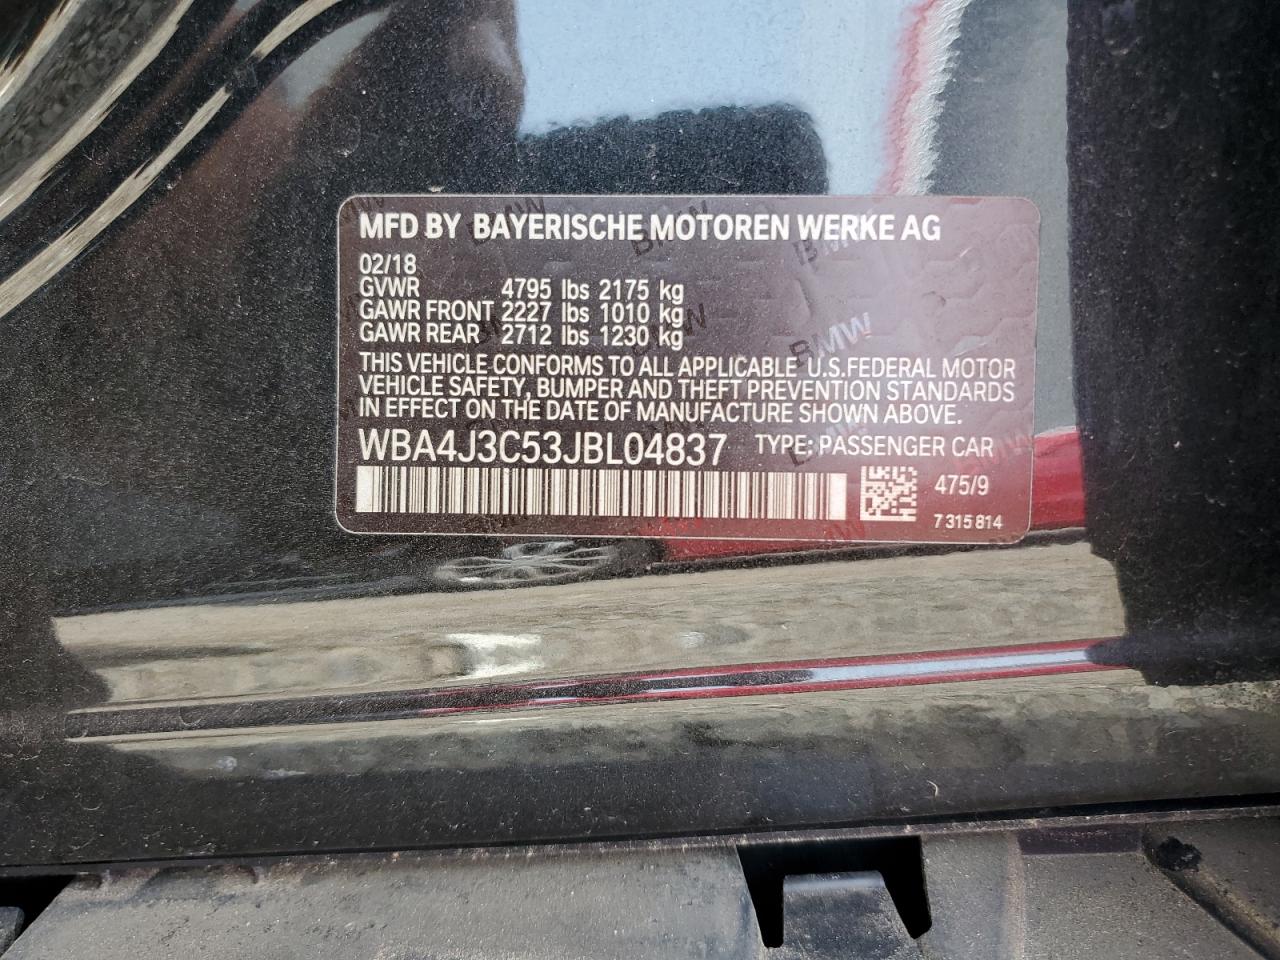 MFD BY BAYERISCHE MOTOREN WERKE AG
02/18
GVWR 4795 lbs 2175 kg
GAWR FRONT 2227 lbs 1010 kg
GAWR REAR 2712 lbs 1230 kg
THIS VEHICLE CONFORMS TO ALL APPLICABLE U.S.FEDERAL MOTOR
VEHICLE SAFETY, BUMPER AND THEFT PREVENTION STANDARDS
IN EFFECT ON THE DATE OF MANUFACTURE SHOWN ABOVE.
WBA4J3C53JBL04837 TYPE: PASSENGER CAR
475/9
7 315 814